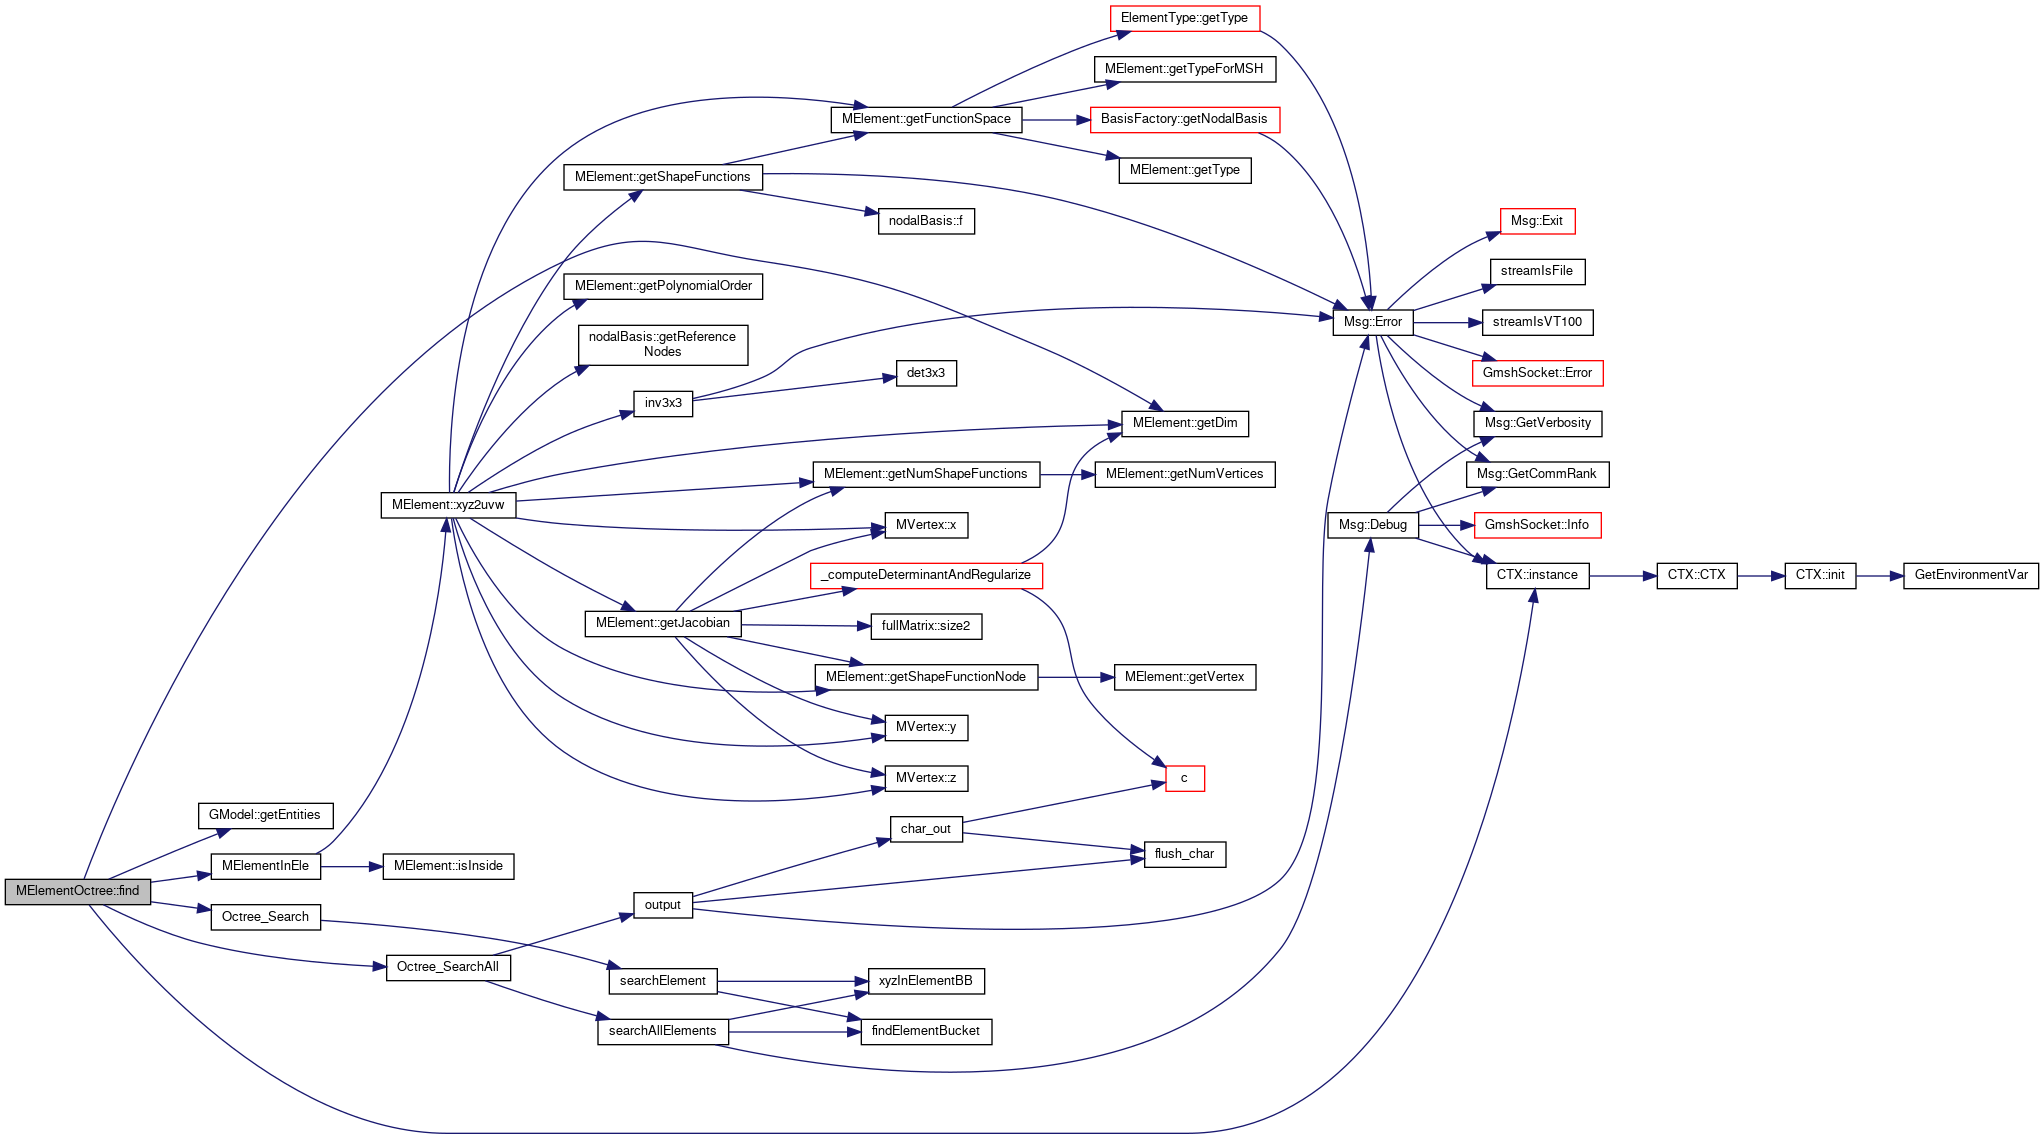 ElementType::getType
MElement::getTypeForMSH
MElement::getFunctionSpace
BasisFactory::getNodalBasis
MElement::getType
MElement::getShapeFunctions
nodalBasis::f
Msg::Exit
streamIsFile
MElement::getPolynomialOrder
Msg::Error
streamIsVT100
nodalBasis::getReference
Nodes
det3x3
GmshSocket::Error
inv3x3
MElement::getDim
Msg::GetVerbosity
MElement::getNumShapeFunctions
MElement::getNumVertices
Msg::GetCommRank
MElement::xyz2uvw
MVertex::x
Msg::Debug
GmshSocket::Info
_computeDeterminantAndRegularize
CTX::instance
CTX::CTX
CTX::init
GetEnvironmentVar
MElement::getJacobian
fullMatrix::size2
MElement::getShapeFunctionNode
MElement::getVertex
MVertex::y
MVertex::z
c
GModel::getEntities
char_out
flush_char
MElementInEle
MElement::isInside
MElementOctree::find
output
Octree_Search
Octree_SearchAll
searchElement
xyzInElementBB
searchAllElements
findElementBucket